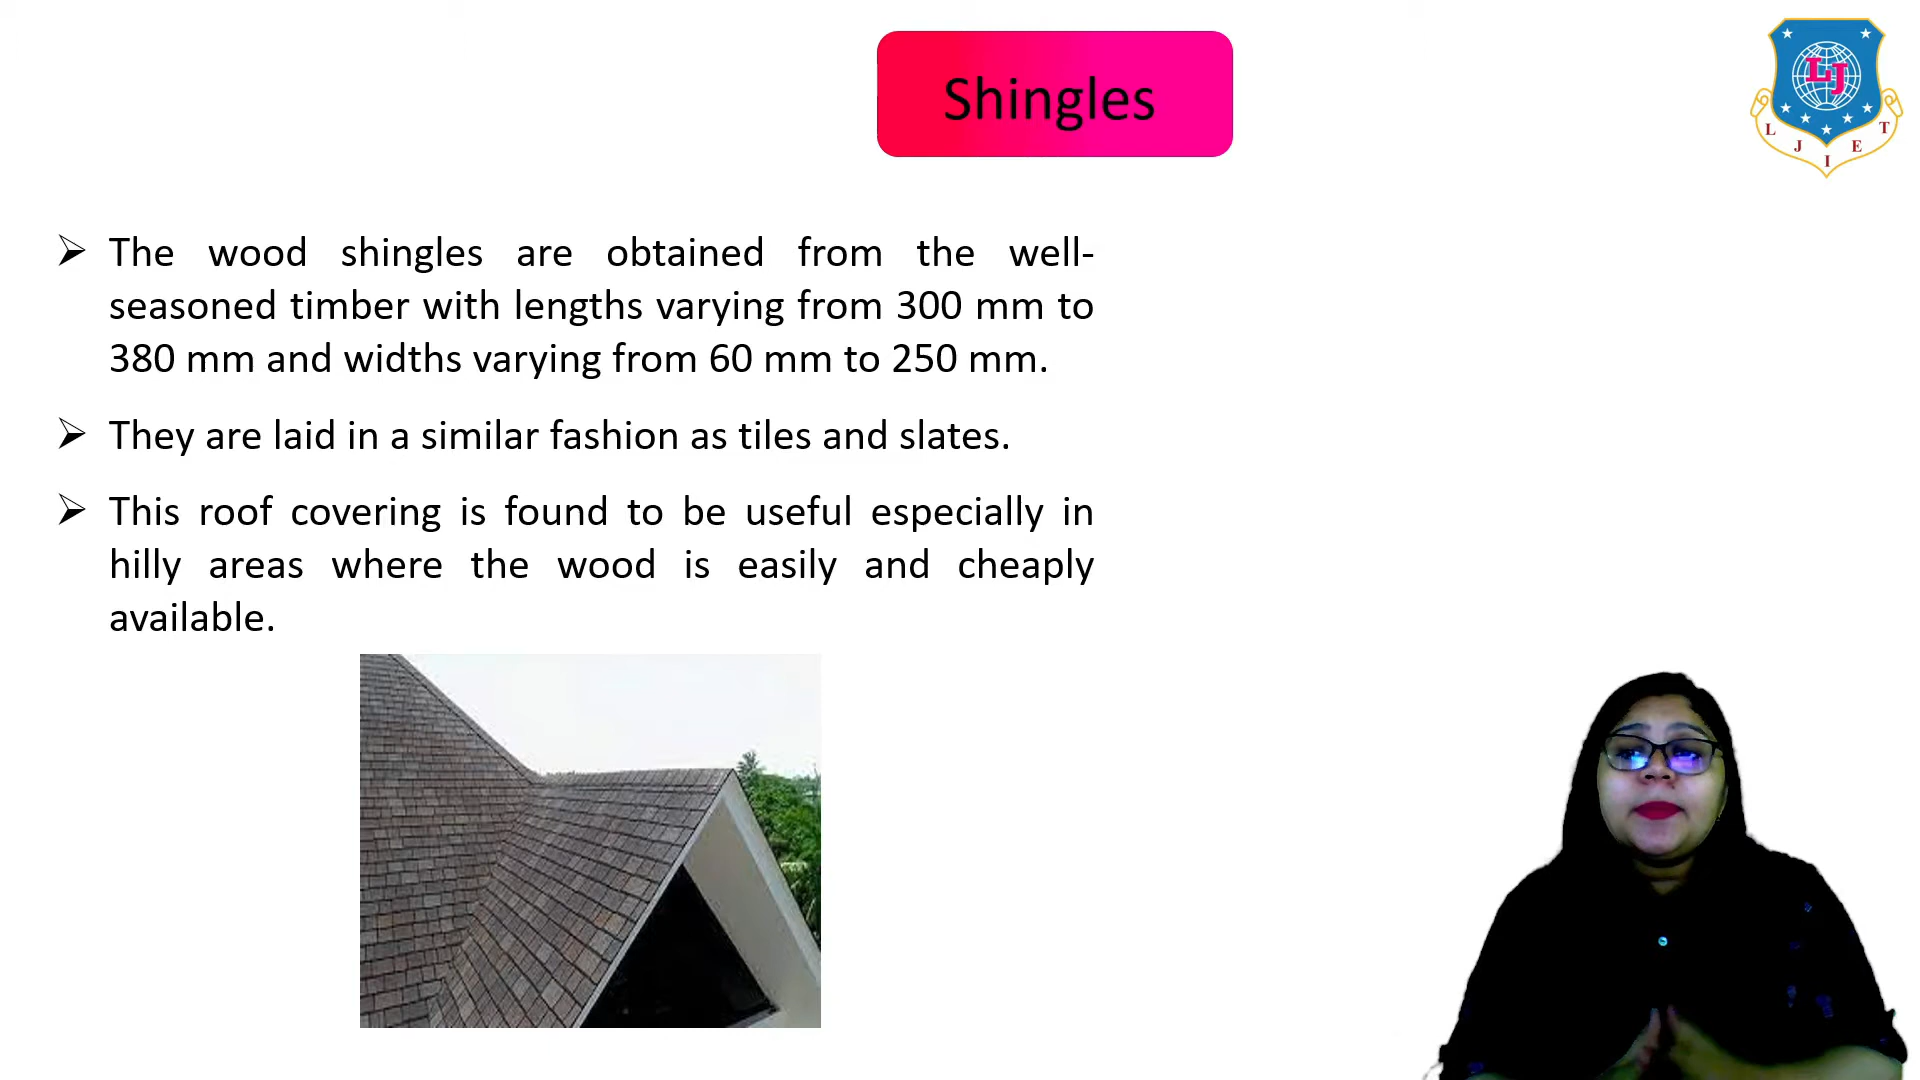 Shingles
LJ
L J I E T
➢ The wood shingles are obtained from the well-
seasoned timber with lengths varying from 300 mm to
380 mm and widths varying from 60 mm to 250 mm.
➢ They are laid in a similar fashion as tiles and slates.
➢ This roof covering is found to be useful especially in
hilly areas where the wood is easily and cheaply
available.